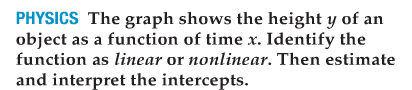 PHYSICS The graph shows the height y of an
object as a function of time x. Identify the
function as linear or nonlinear. Then estimate
and interpret the intercepts.